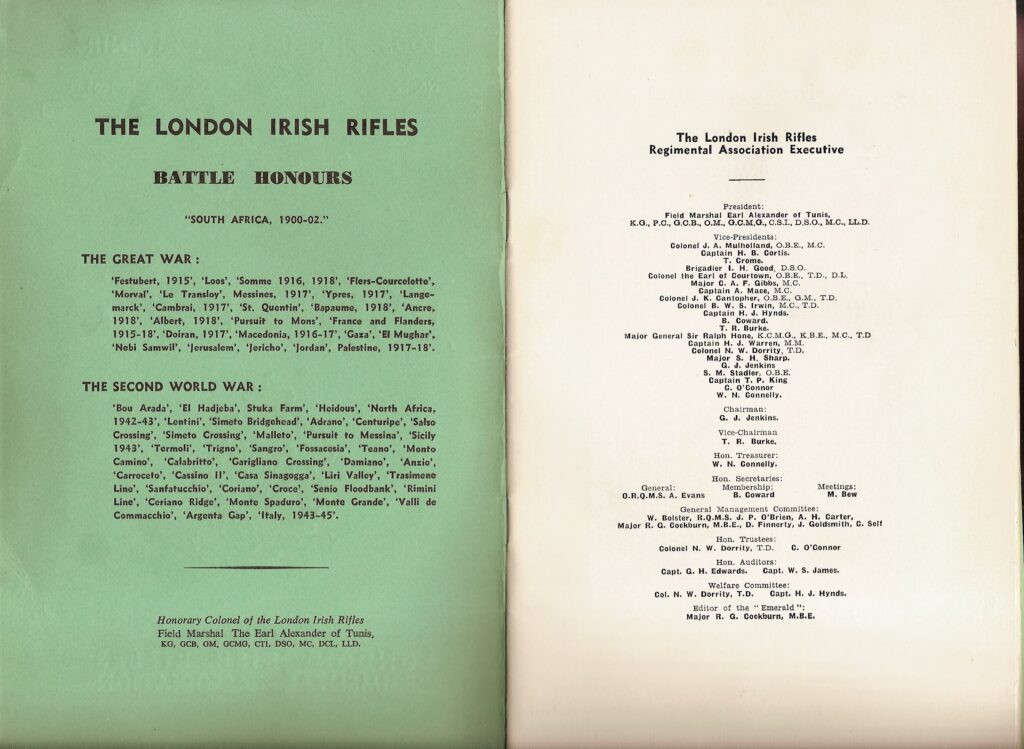 THE LONDON IRISH RIFLES
BATTLE HONOURS
"SOUTH AFRICA, 1900-02."
THE GREAT WAR :
'Festubert, 1915', 'Loos', 'Somme 1916, 1918', 'Flers-Courcelette',
'Morval', 'Le Transloy', Messines, 1917', 'Ypres, 1917', 'Lange-
marck', 'Cambrai, 1917', 'St. Quentin', 'Bapaume, 1918', 'Ancre,
1918', 'Albert, 1918', 'Pursuit to Mons', 'France and Flanders,
1915-18', 'Doiran, 1917', 'Macedonia, 1916-17', 'Gaza', 'El Mughar',
'Nebi Samwil', 'Jerusalem', 'Jericho', 'Jordan', Palestine, 1917-18'.
THE SECOND WORLD WAR :
'Bou Arada', 'El Hadjeba', Stuka Farm', 'Heidous', 'North Africa,
1942-43', 'Lentini', 'Simeto Bridgehead', 'Adrano', 'Centuripe', 'Salso
Crossing', 'Simeto Crossing', 'Malleto', 'Pursuit to Messina', 'Sicily
1943', 'Termoli', 'Trigno', 'Sangro', 'Fossacesia', 'Teano', 'Monto
Camino', 'Calabritto', 'Garigliano Crossing', 'Damiano', 'Anzio',
'Carroceto', 'Cassino II', 'Casa Sinagogga', 'Liri Valley', 'Trasimene
Line', 'Sanfatucchio', 'Coriano', 'Croce', 'Senio Floodbank', 'Rimini
Line', 'Ceriano Ridge', 'Monte Spaduro', 'Monte Grande', 'Valli de
Commacchio', 'Argenta Gap', 'Italy, 1943-45'.
Honorary Colonel of the London Irish Rifles
Field Marshal The Earl Alexander of Tunis,
KG, GCB, OM, GCMG, CTI, DSO, MC, DCL, LLD.
The London Irish Rifles
Regimental Association Executive
President:
Field Marshal Earl Alexander of Tunis,
K.G., P.C., G.C.B., O.M., G.C.M.G., C.S.I., D.S.O., M.C., LL.D.
Vice-Presidents:
Colonel J. A. Mulholland, O.B.E., M.C.
Captain H. B. Cortis.
T. Crome.
Brigadier I. H. Good, D.S.O.
Colonel the Earl of Courtown, O.B.E., T.D., D.L.
Major C. A. F. Gibbs, M.C.
Captain A. Mace, M.C.
Colonel J. K. Cantopher, O.B.E., G.M., T.D.
Colonel B. W. S. Irwin, M.C., T.D.
Captain H. J. Hynds.
B. Coward.
T. R. Burke.
Major General Sir Ralph Hone, K.C.M.G., K.B.E., M.C., T.D
Captain H. J. Warren, M.M.
Colonel N. W. Dorrity, T.D.
Major S. H. Sharp.
G. J. Jenkins
S. M. Stadler, O.B.E.
Captain T. P. King
C. O'Connor
W. N. Connelly.
Chairman:
G. J. Jenkins.
Vice-Chairman
T. R. Burke.
Hon. Treasurer:
W. N. Connelly.
Hon. Secretaries:
General: Membership: Meetings:
O.R.Q.M.S. A. Evans B. Coward M. Bew
General Management Committee:
W. Bolster, R.Q.M.S. J. P. O'Brien, A. H. Carter,
Major R. G. Cockburn, M.B.E., D. Finnerty, J. Goldsmith, C. Self
Hon. Trustees:
Colonel N. W. Dorrity, T.D. C. O'Connor
Hon. Auditors:
Capt. G. H. Edwards. Capt. W. S. James.
Welfare Committee:
Col. N. W. Dorrity, T.D. Capt. H. J. Hynds.
Editor of the "Emerald":
Major R. G. Cockburn, M.B.E,